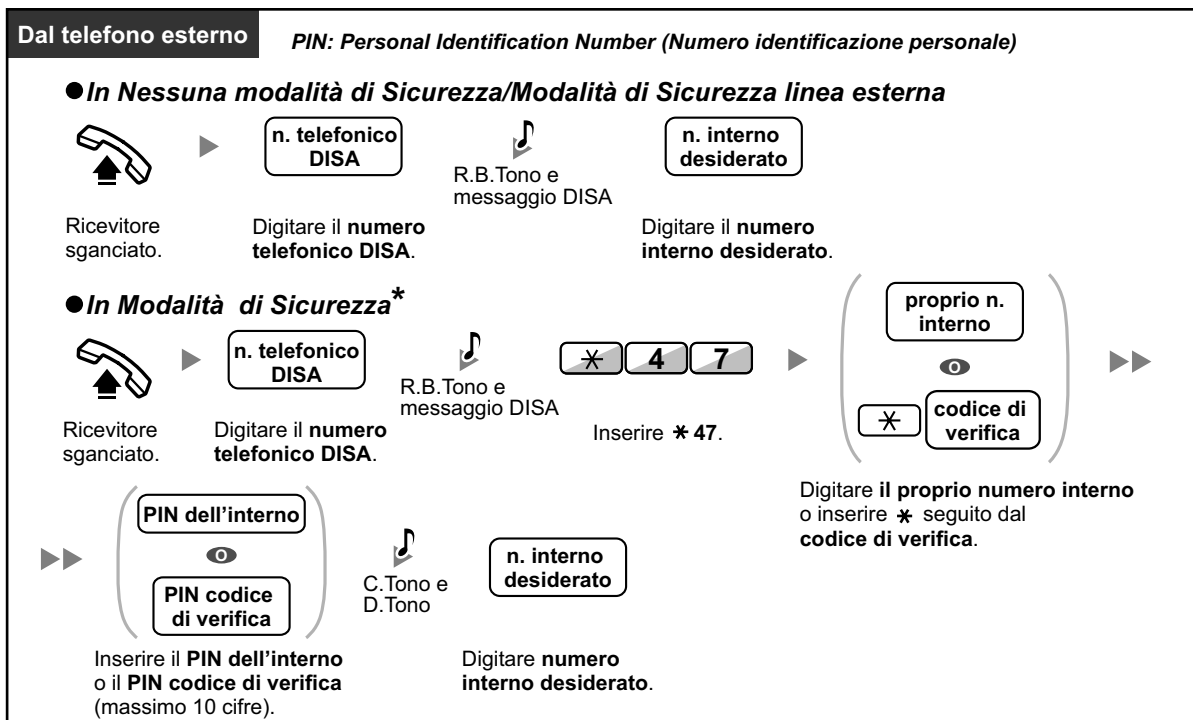 Dal telefono esterno
PIN: Personal Identification Number (Numero identificazione personale)
●In Nessuna modalità di Sicurezza/Modalità di Sicurezza linea esterna
n. telefonico
DISA
n. interno
desiderato
R.B.Tono e
messaggio DISA
Ricevitore
sganciato.
Digitare il numero
telefonico DISA.
Digitare il numero
interno desiderato.
●In Modalità di Sicurezza*
n. telefonico
DISA
R.B.Tono e
messaggio DISA
* 4 7
proprio n.
interno
o
* codice di
verifica
Ricevitore
sganciato.
Digitare il numero
telefonico DISA.
Inserire * 47.
Digitare il proprio numero interno
o inserire * seguito dal
codice di verifica.
PIN dell'interno
o
PIN codice
di verifica
C.Tono e
D.Tono
n. interno
desiderato
Inserire il PIN dell'interno
o il PIN codice di verifica
(massimo 10 cifre).
Digitare numero
interno desiderato.